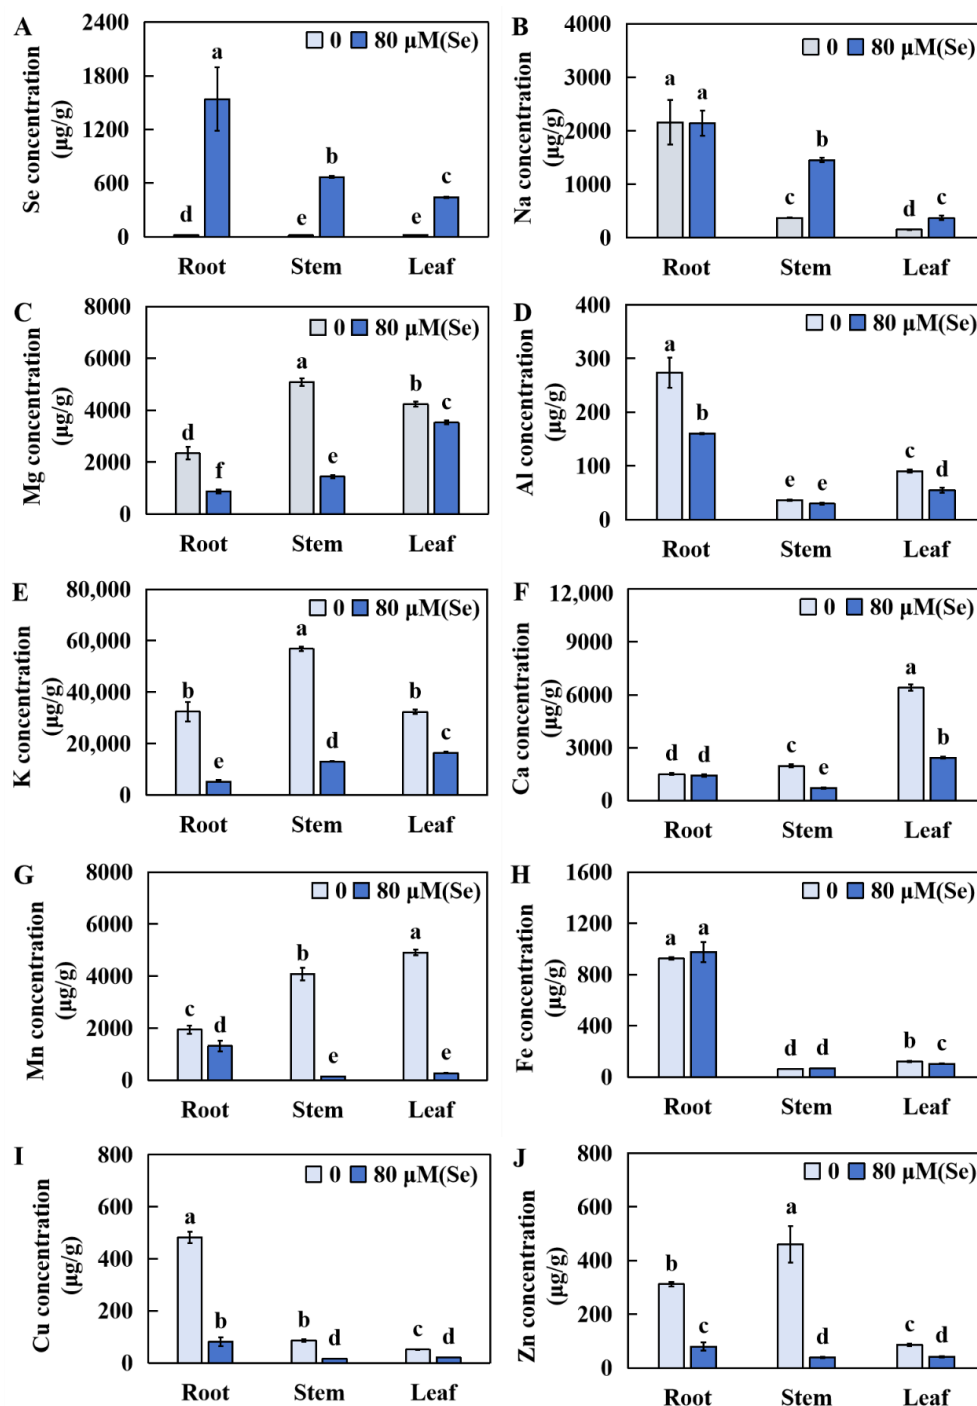 A
Se concentration
(µg/g)
2400
1800
1200
600
0
0 80 µM(Se)
d a e b e c
Root Stem Leaf
B
Na concentration
(µg/g)
4000
3000
2000
1000
0
0 80 µM(Se)
a a c b d c
Root Stem Leaf
C
Mg concentration
(µg/g)
8000
6000
4000
2000
0
0 80 µM(Se)
d f a e b c
Root Stem Leaf
D
Al concentration
(µg/g)
400
300
200
100
0
0 80 µM(Se)
a b e e c d
Root Stem Leaf
E
K concentration
(µg/g)
80,000
60,000
40,000
20,000
0
0 80 µM(Se)
b e a d b c
Root Stem Leaf
F
Ca concentration
(µg/g)
12,000
9000
6000
3000
0
0 80 µM(Se)
d d c e a b
Root Stem Leaf
G
Mn concentration
(µg/g)
8000
6000
4000
2000
0
0 80 µM(Se)
c d b e a e
Root Stem Leaf
H
Fe concentration
(µg/g)
1600
1200
800
400
0
0 80 µM(Se)
a a d d b c
Root Stem Leaf
I
Cu concentration
(µg/g)
800
600
400
200
0
0 80 µM(Se)
a b b d c d
Root Stem Leaf
J
Zn concentration
(µg/g)
800
600
400
200
0
0 80 µM(Se)
b c a d c d
Root Stem Leaf